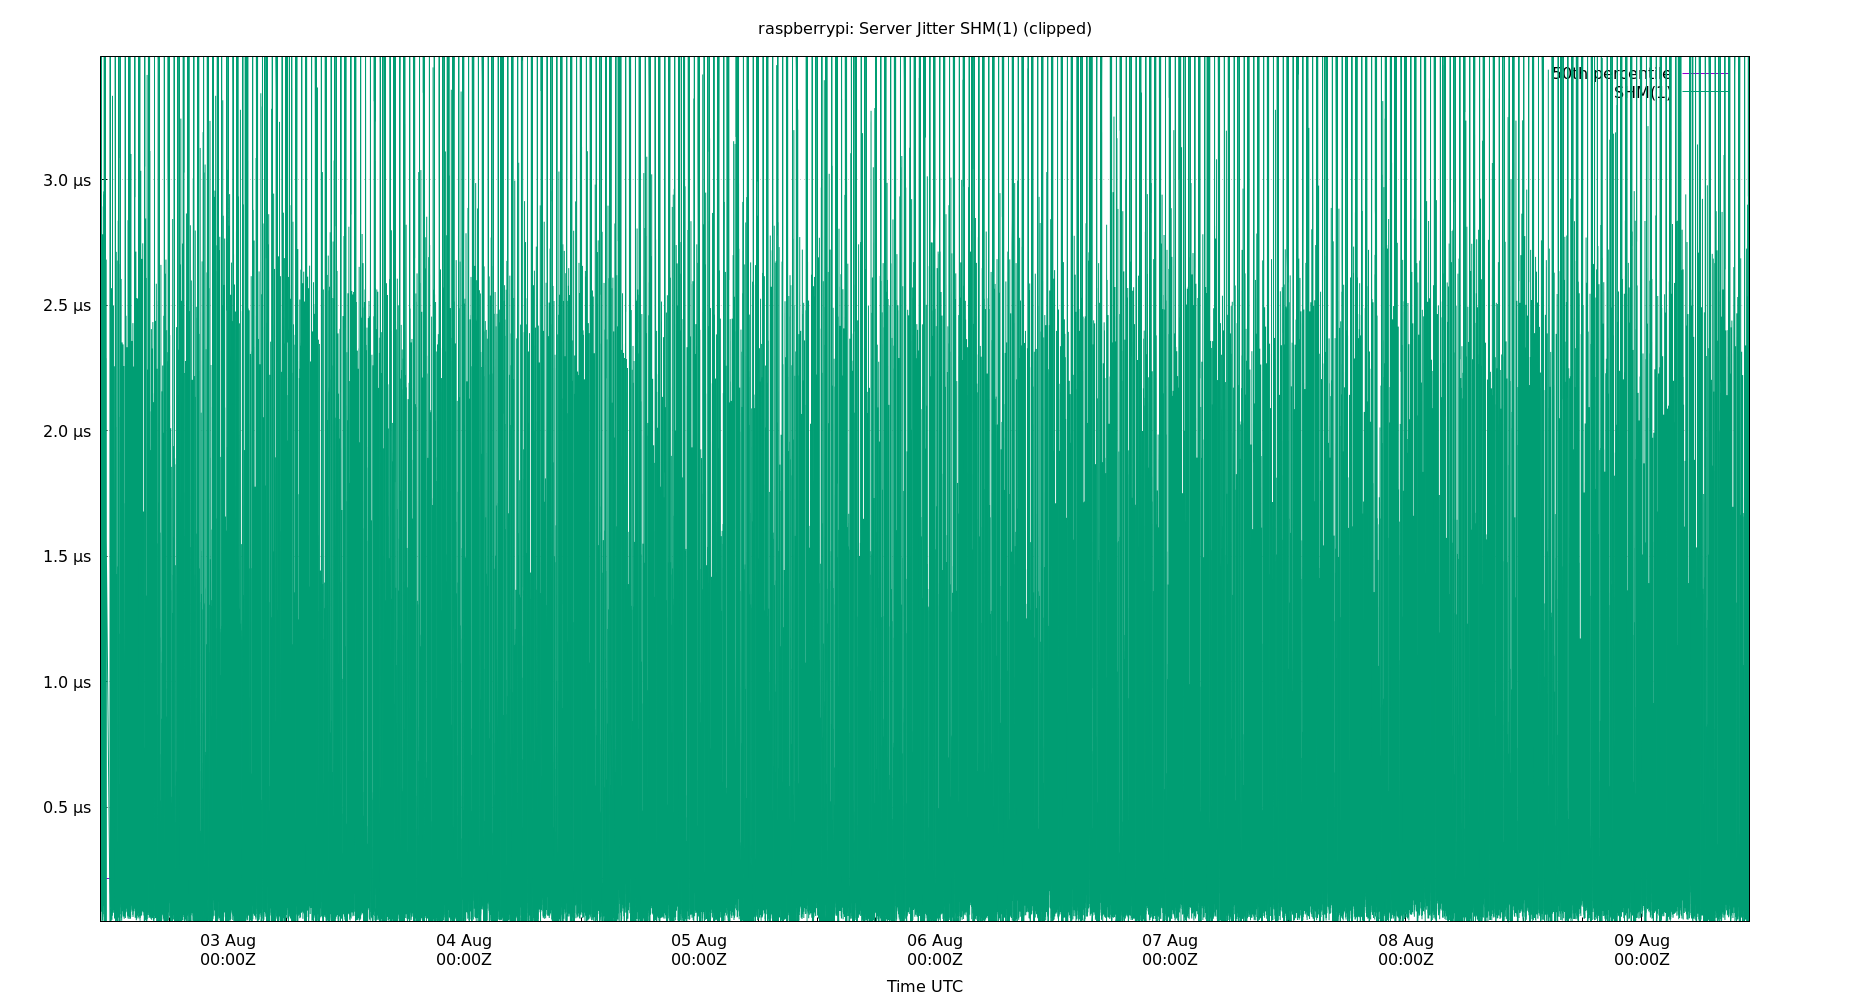 raspberrypi: Server Jitter SHM(1) (clipped)
50th percentile
SHM(1)
3.0 µs
2.5 µs
2.0 µs
1.5 µs
1.0 µs
0.5 µs
03 Aug 04 Aug 05 Aug 06 Aug 07 Aug 08 Aug 09 Aug
00:00Z 00:00Z 00:00Z 00:00Z 00:00Z 00:00Z 00:00Z
Time UTC